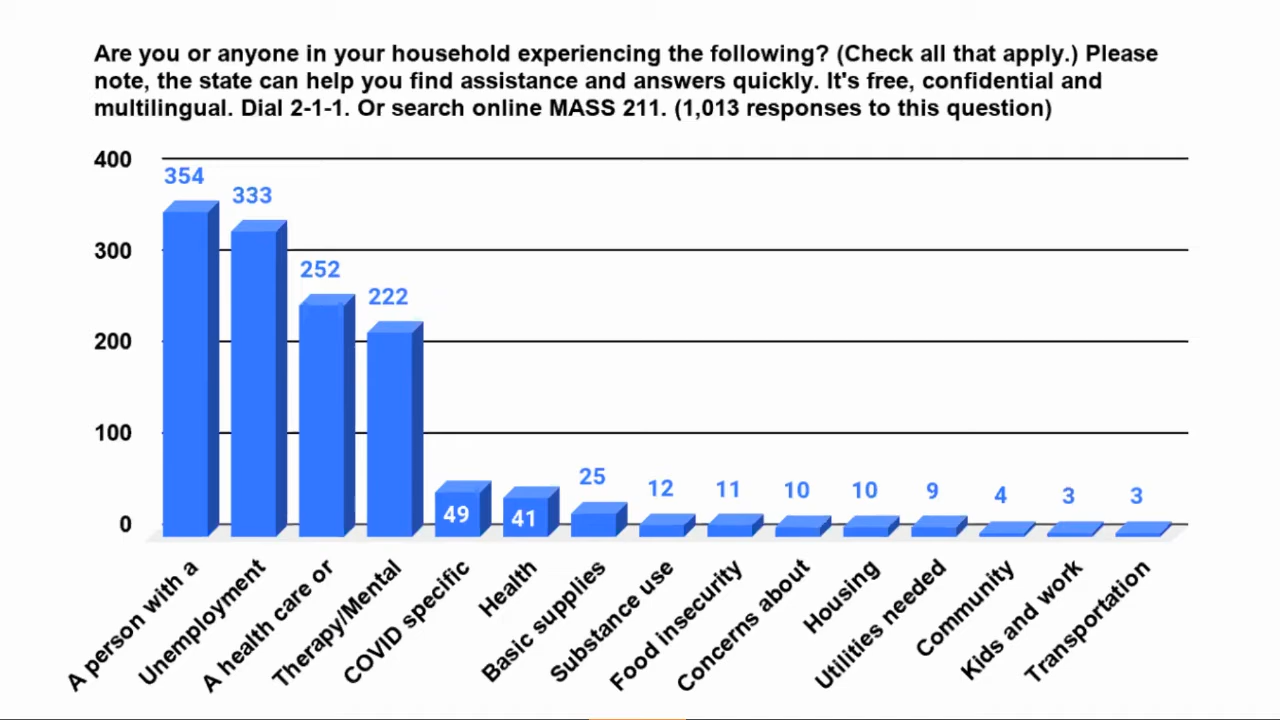 Are you or anyone in your household experiencing the following? (Check all that apply.) Please
note, the state can help you find assistance and answers quickly. It's free, confidential and
multilingual. Dial 2-1-1. Or search online MASS 211. (1,013 responses to this question)
400
300
200
100
0
354
333
252
222
49
41
25
12
11
10
10
9
4
3
3
A person with a
Unemployment
A health care or
Therapy/Mental
COVID specific
Health
Basic supplies
Substance use
Food insecurity
Concerns about
Housing
Utilities needed
Community
Kids and work
Transportation